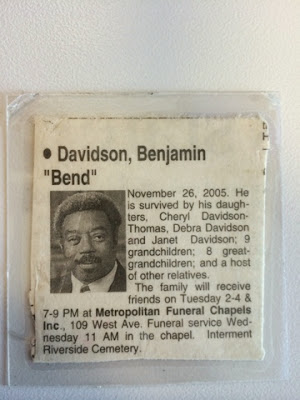 • Davidson, Benjamin
"Bend"
November 26, 2005. He
is survived by his daugh-
ters, Cheryl Davidson-
Thomas, Debra Davidson
and Janet Davidson; 9
grandchildren; 8 great-
grandchildren; and a host
of other relatives.
The family will receive
friends on Tuesday 2-4 &
7-9 PM at Metropolitan Funeral Chapels
Inc., 109 West Ave. Funeral service Wed-
nesday 11 AM in the chapel. Interment
Riverside Cemetery.